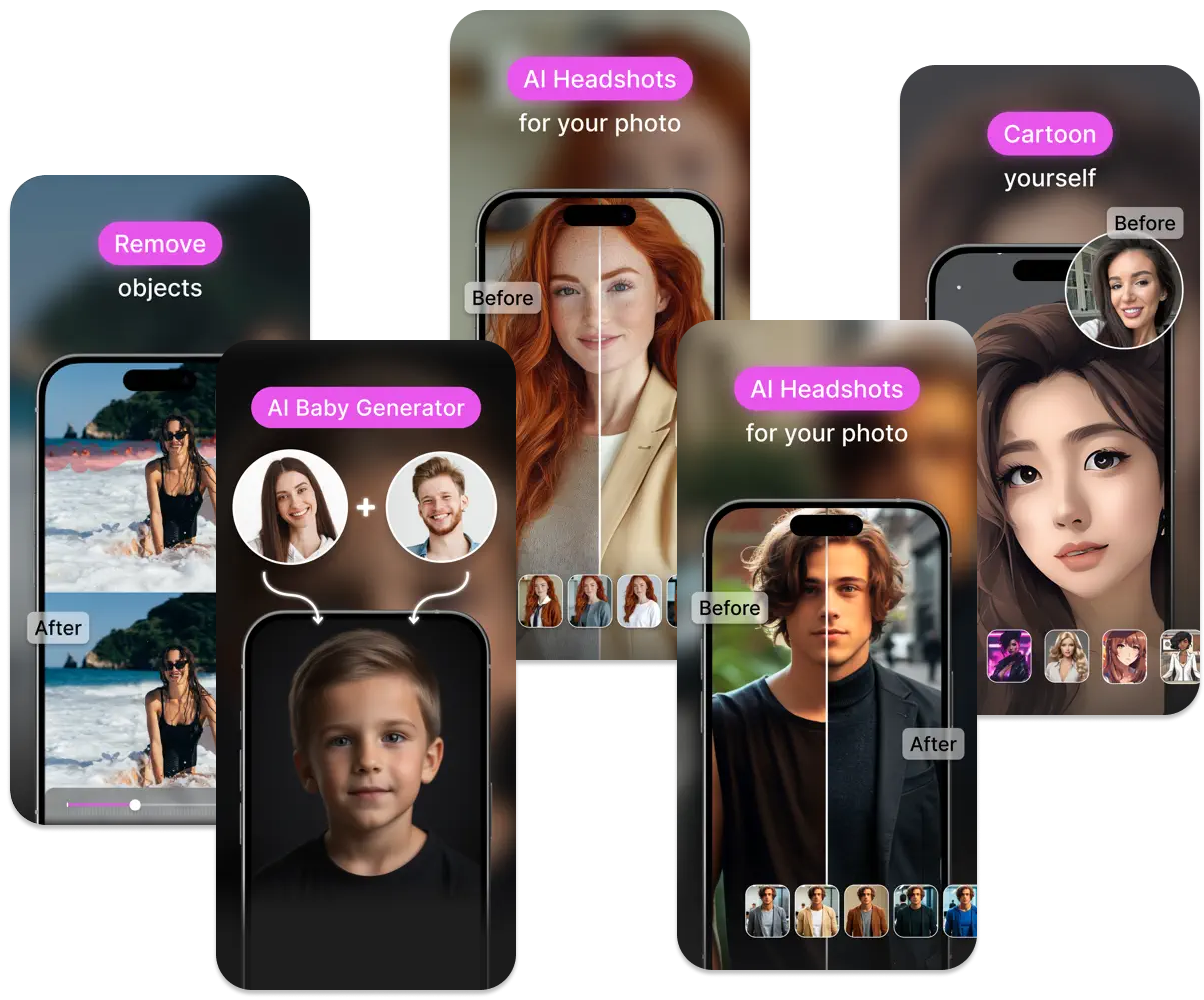 Remove
objects
After
AI Baby Generator
+
AI Headshots
for your photo
Before
AI Headshots
for your photo
Before
After
Cartoon
yourself
Before